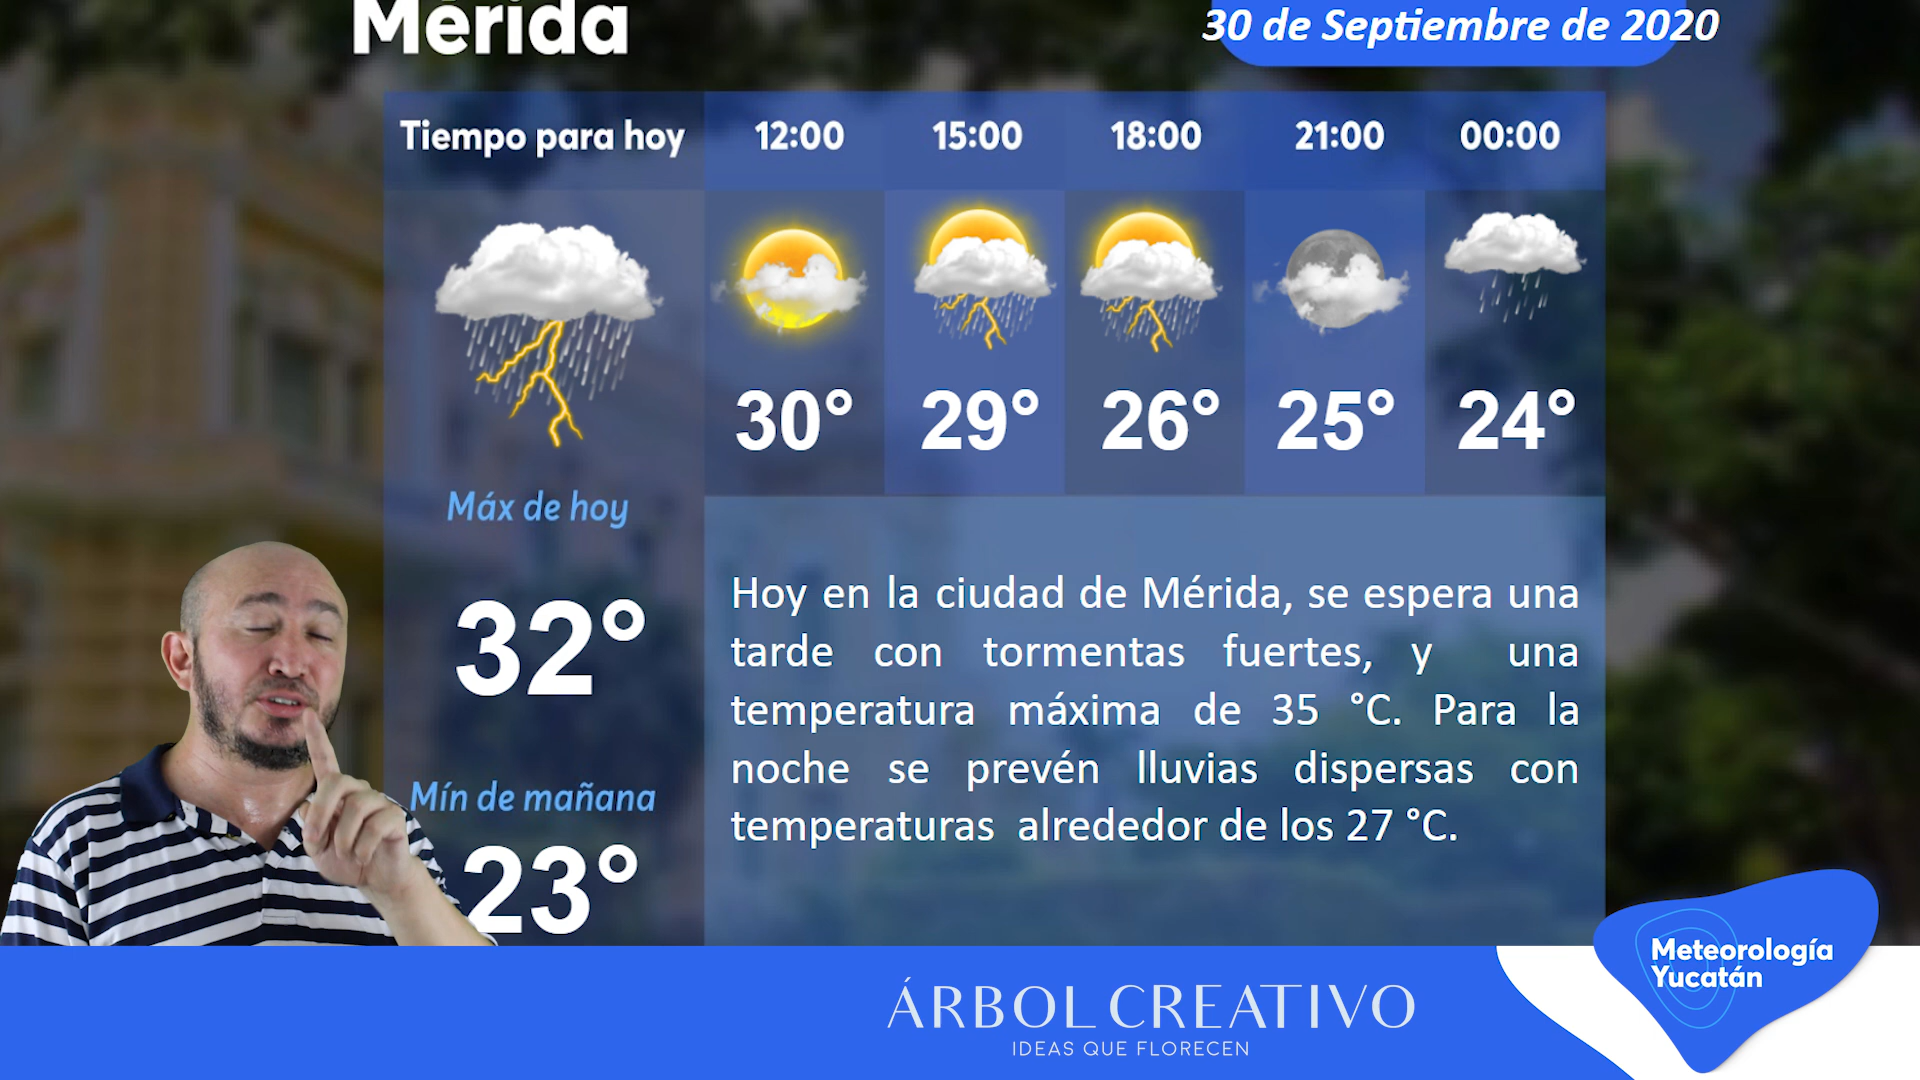 Mérida
30 de Septiembre de 2020
Tiempo para hoy 12:00 15:00 18:00 21:00 00:00
30° 29° 26° 25° 24°
Máx de hoy
32°
Mín de mañana
23°
Hoy en la ciudad de Mérida, se espera una
tarde con tormentas fuertes, y una
temperatura máxima de 35 °C. Para la
noche se prevén lluvias dispersas con
temperaturas alrededor de los 27 °C.
Meteorología
Yucatán
ÁRBOL CREATIVO
IDEAS QUE FLORECEN